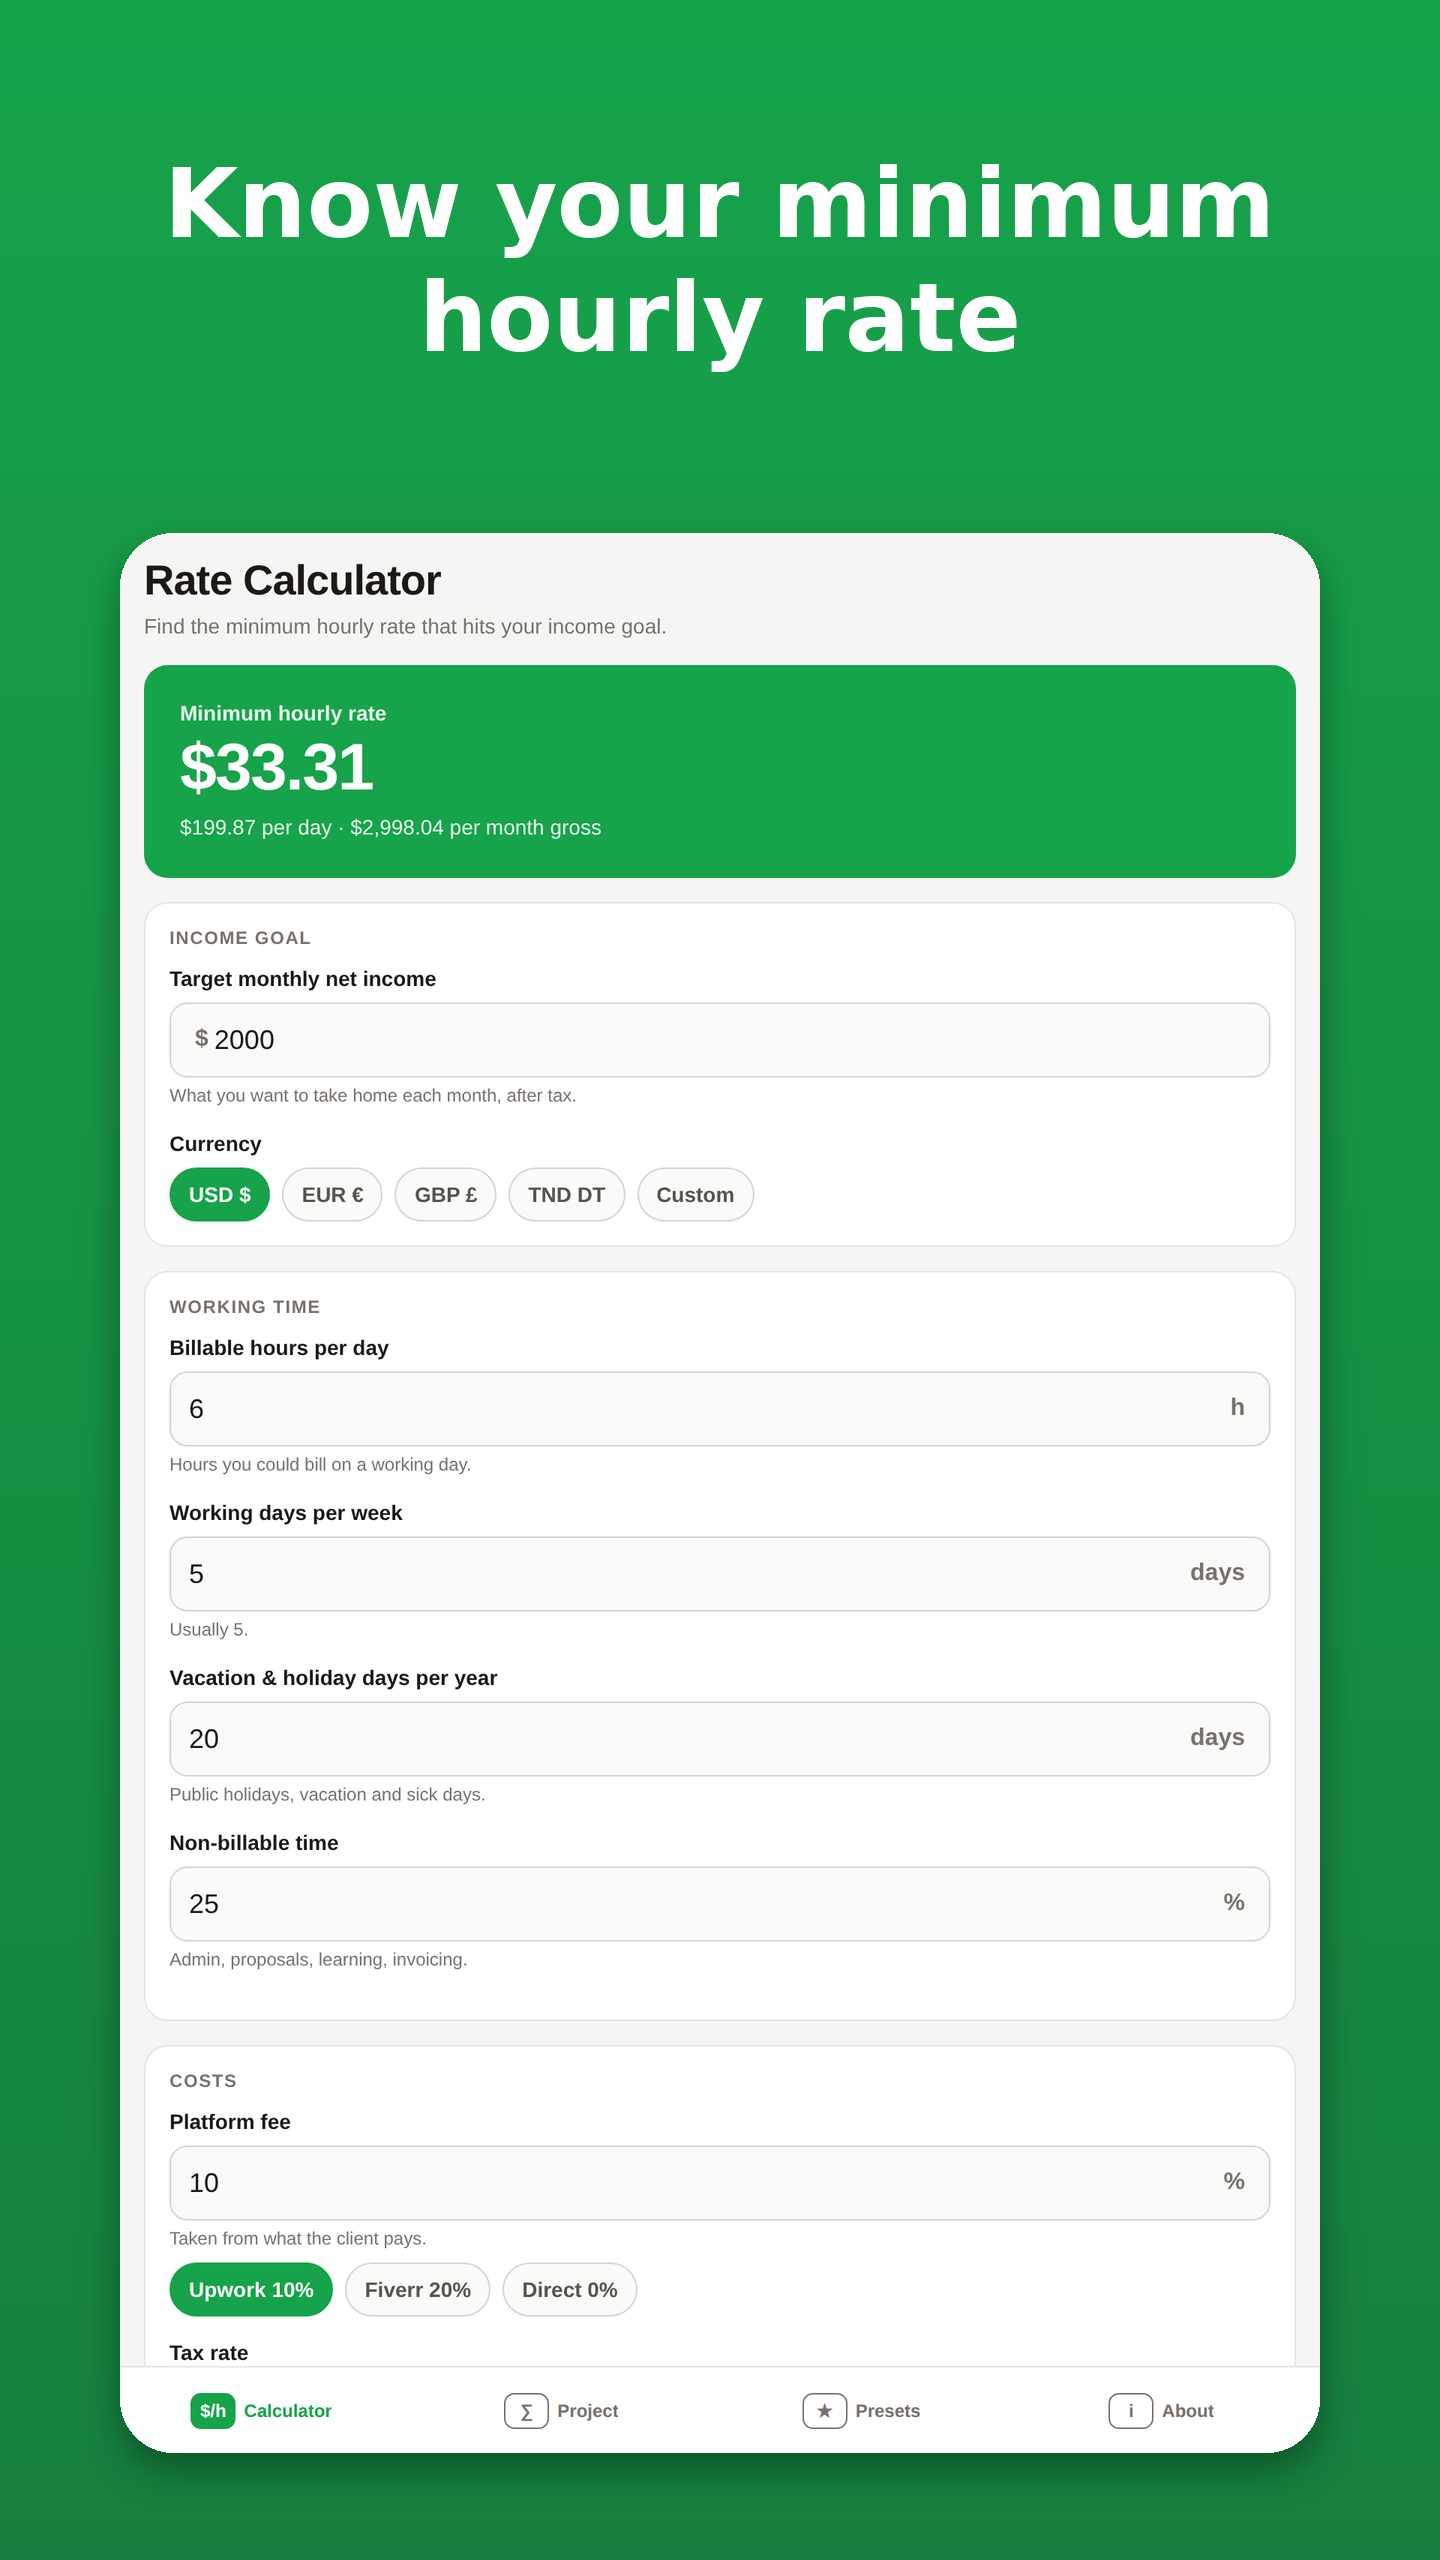 Know your minimum
hourly rate
Rate Calculator
Find the minimum hourly rate that hits your income goal.
Minimum hourly rate
$33.31
$199.87 per day · $2,998.04 per month gross
INCOME GOAL
Target monthly net income
$ 2000
What you want to take home each month, after tax.
Currency
USD $ EUR € GBP £ TND DT Custom
WORKING TIME
Billable hours per day
6 h
Hours you could bill on a working day.
Working days per week
5 days
Usually 5.
Vacation & holiday days per year
20 days
Public holidays, vacation and sick days.
Non-billable time
25 %
Admin, proposals, learning, invoicing.
COSTS
Platform fee
10 %
Taken from what the client pays.
Upwork 10% Fiverr 20% Direct 0%
Tax rate
$/h Calculator ∑ Project ★ Presets i About